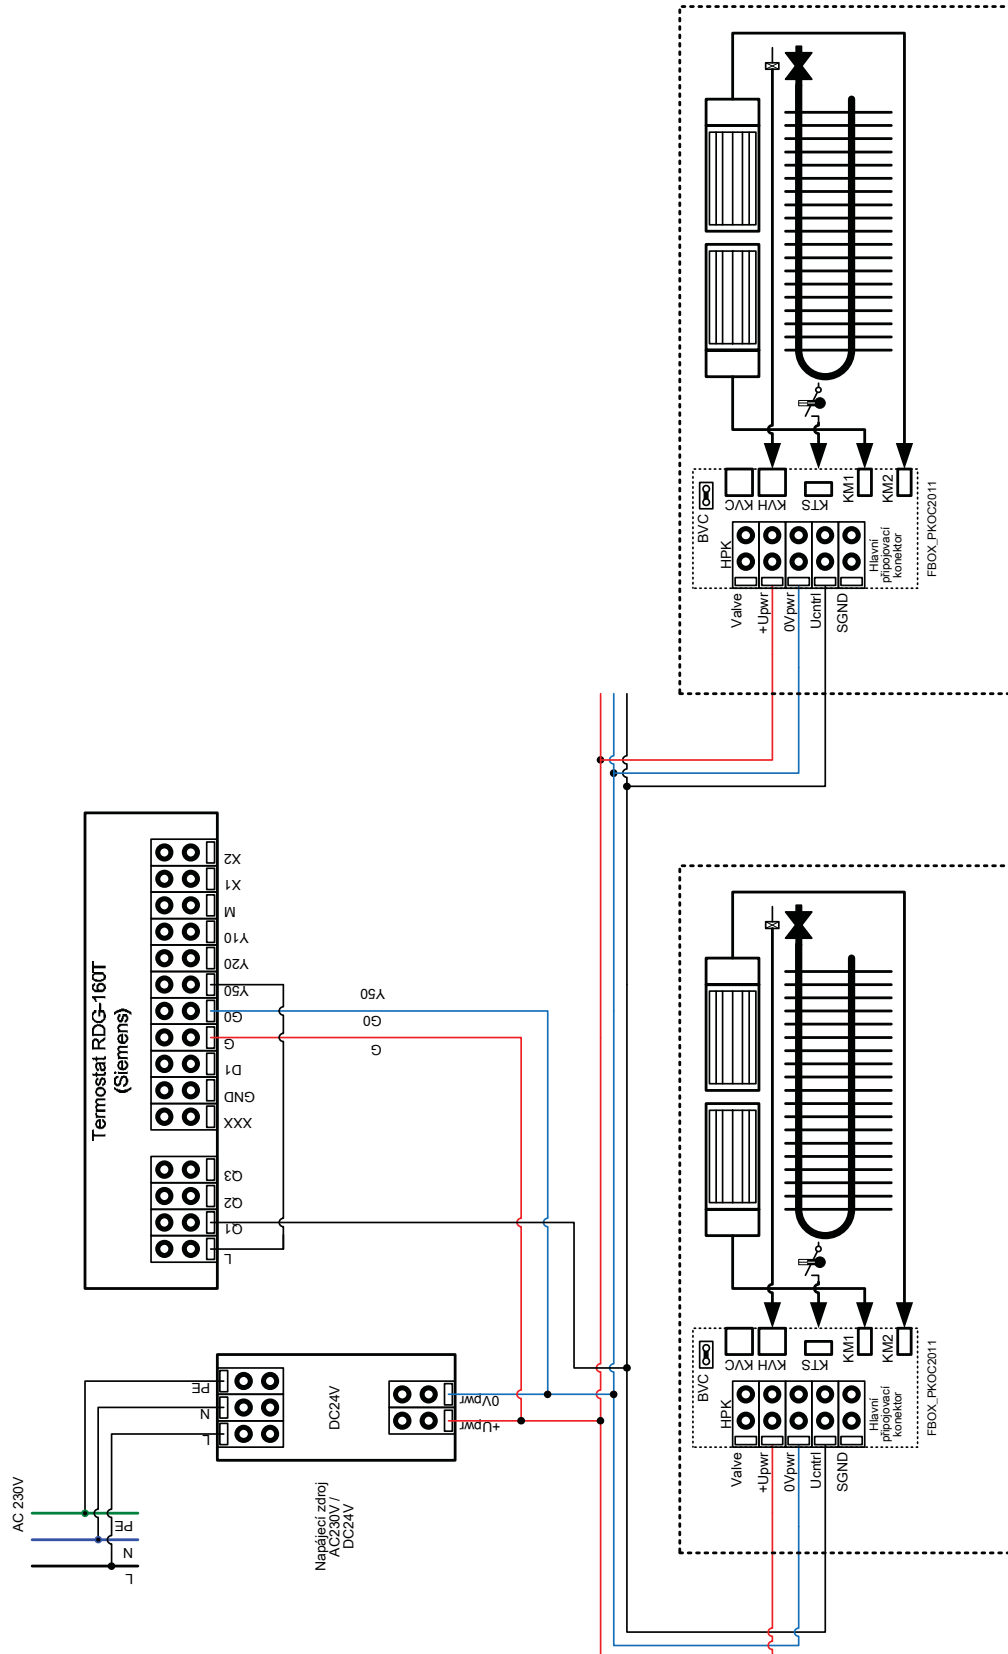 BVC
KVC
KVH
KTS
KM1
KM2
HPK
Hlavní
připojovací
konektor
FBOX_PKOC2011
Valve
+Upwr
0Vpwr
Ucntrl
SGND
Termostat RDG-160T
(Siemens)
X2
X1
M
Y10
Y20
Y50
G0
G
D1
GND
XXX
Q3
Q2
Q1
L
Y50
G0
G
BVC
KVC
KVH
KTS
KM1
KM2
HPK
Hlavní
připojovací
konektor
FBOX_PKOC2011
Valve
+Upwr
0Vpwr
Ucntrl
SGND
PE
N
L
DC24V
0Vpwr
+Upwr
Napájecí zdroj
AC230V /
DC24V
AC 230V
PE
N
L